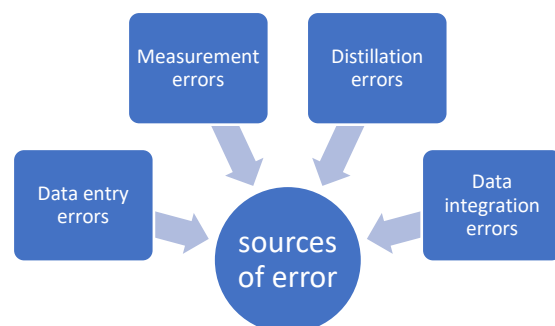 Measurement
errors
Distillation
errors
Data entry
errors
Data
integration
errors
sources
of error